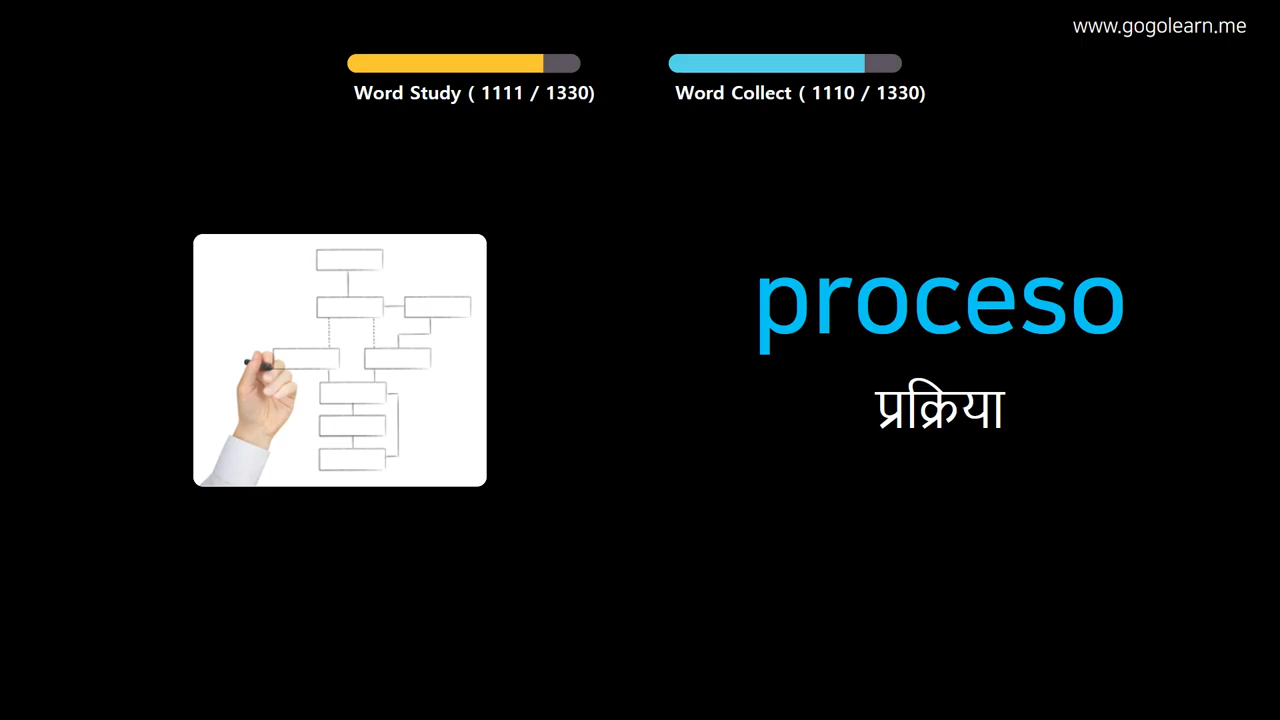 www.gogolearn.me
Word Study ( 1111 / 1330)
Word Collect ( 1110 / 1330)
proceso
प्रक्रिया